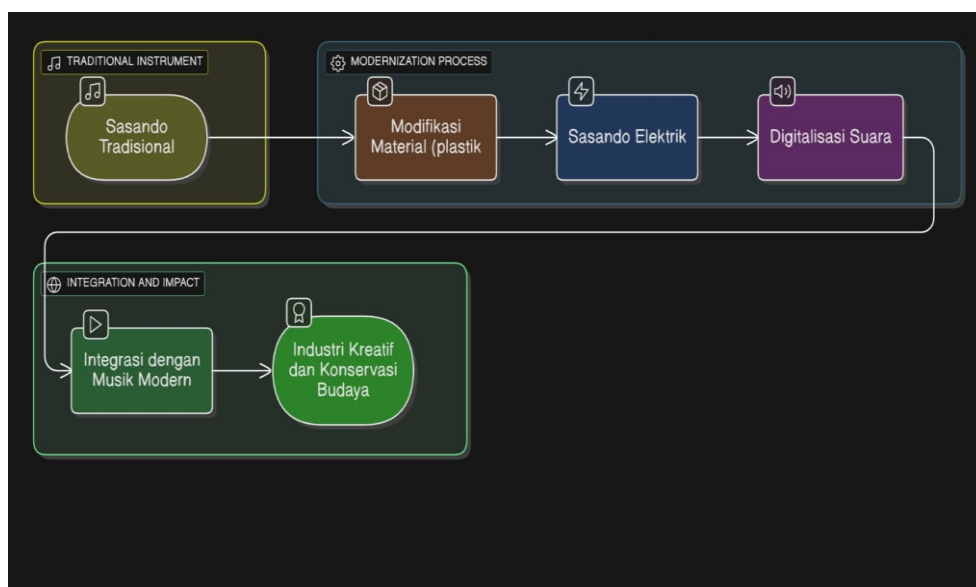 TRADITIONAL INSTRUMENT
Sasando
Tradisional
MODERNIZATION PROCESS
Modifikasi
Material (plastik
Sasando Elektrik
Digitalisasi Suara
INTEGRATION AND IMPACT
Integrasi dengan
Musik Modern
Industri Kreatif
dan Konservasi
Budaya